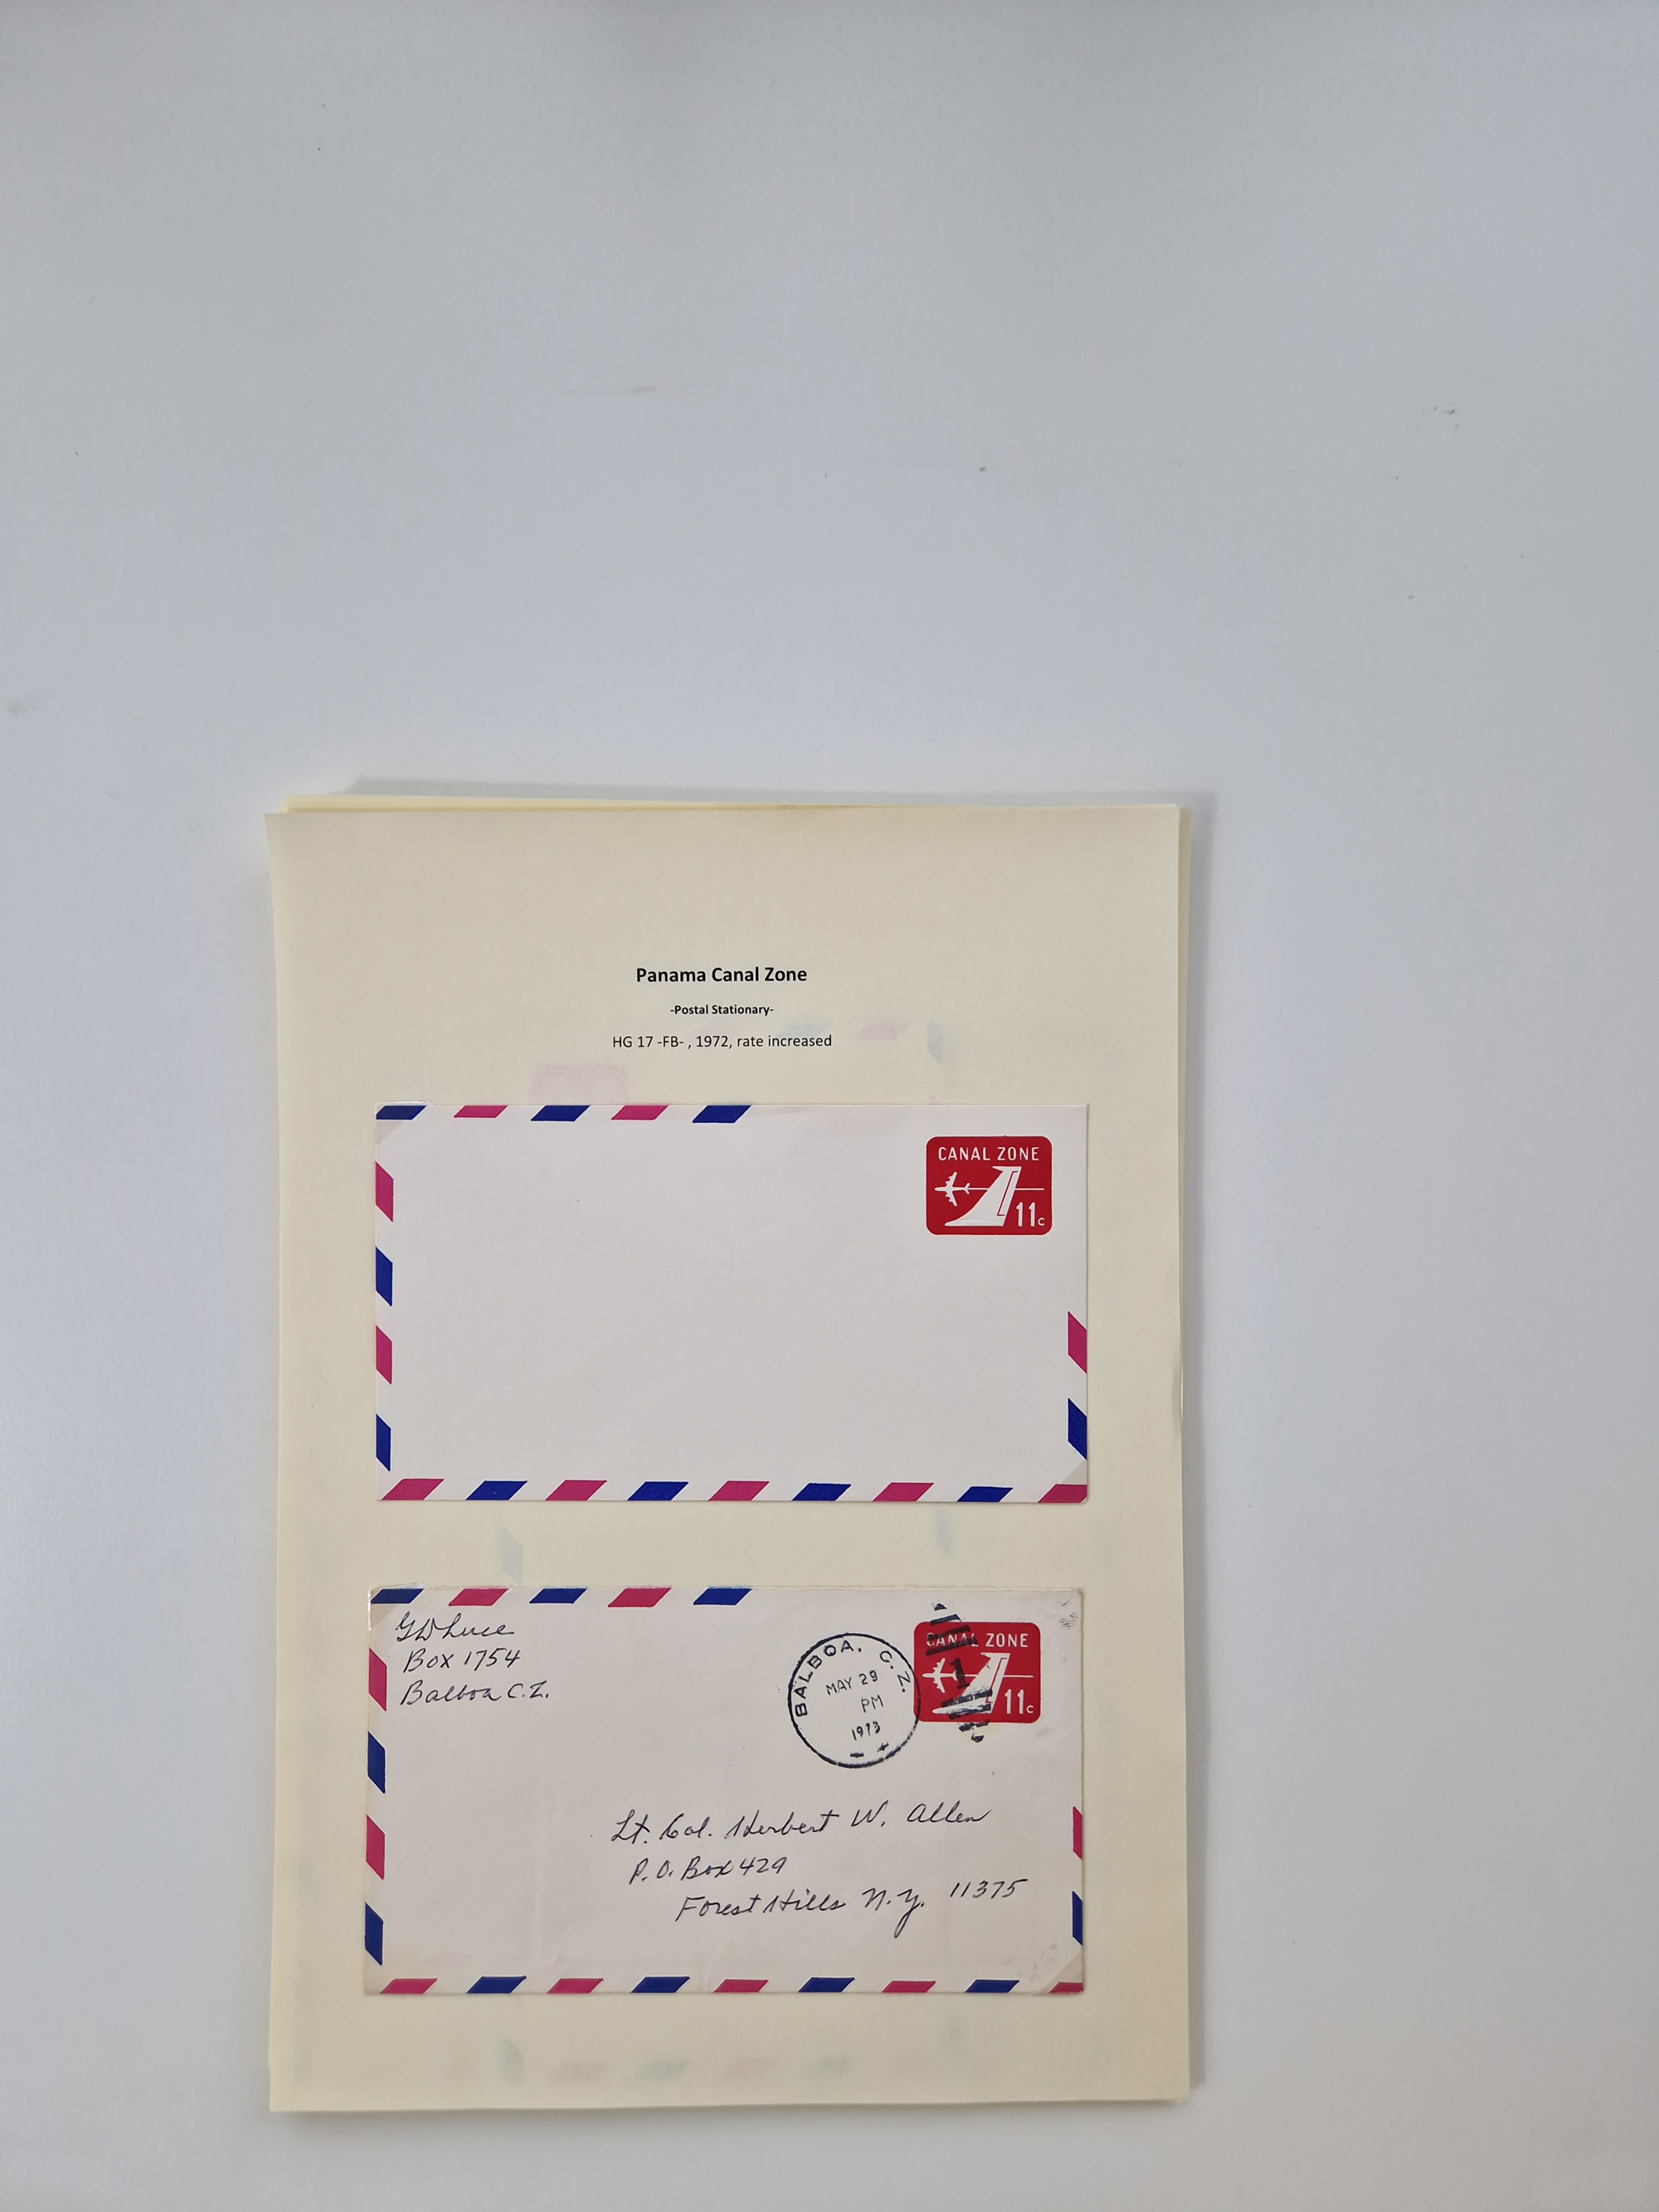 Panama Canal Zone
-Postal Stationary-
HG 17 -FB- , 1972, rate increased
CANAL ZONE
11c
G D Luce
Box 1754
Balboa C.Z.
BALBOA, C. Z.
MAY 29
PM
1973
CANAL ZONE
1
11c
Lt. Col. Herbert W. Allen
P.O. Box 429
Forest Hills N.Y. 11375